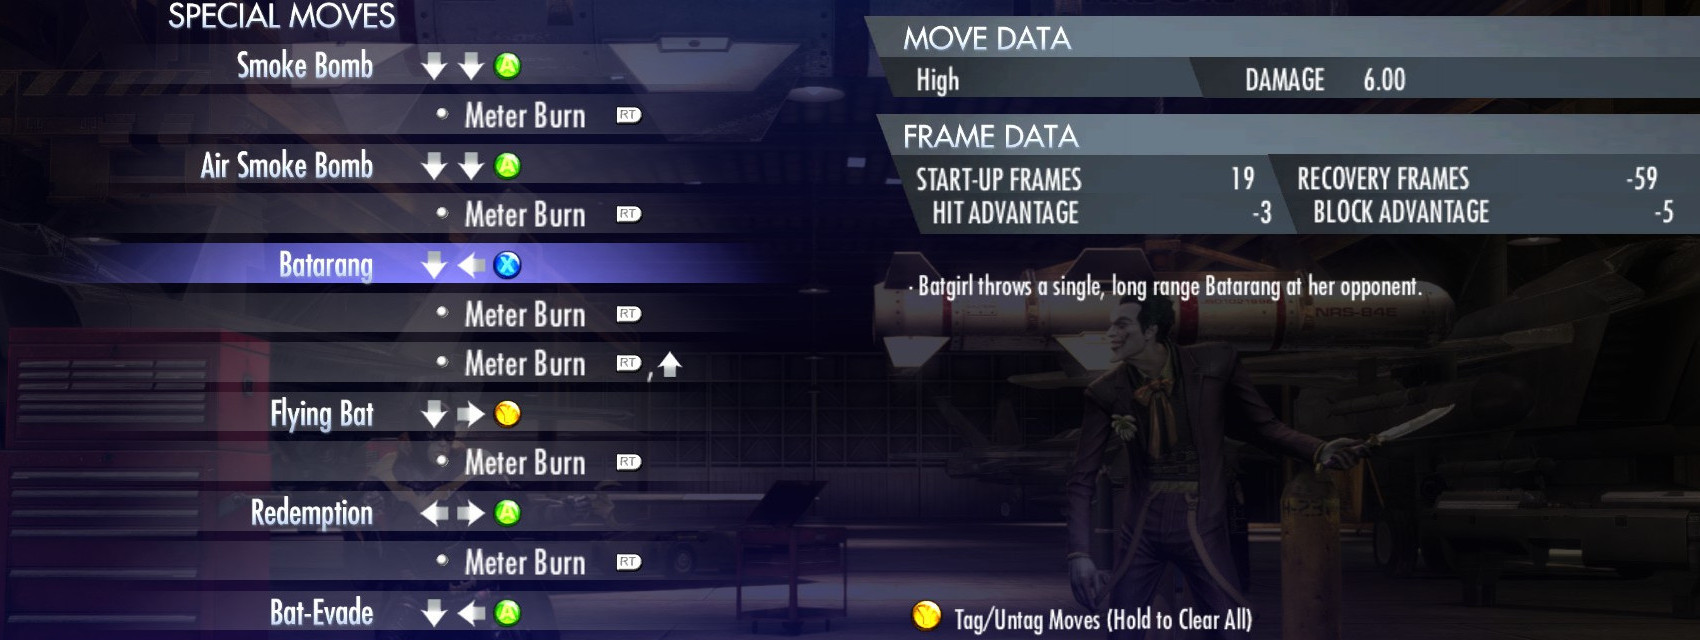 SPECIAL MOVES
Smoke Bomb A
Meter Burn RT
Air Smoke Bomb A
Meter Burn RT
Batarang X
Meter Burn RT
Meter Burn RT ,
Flying Bat Y
Meter Burn RT
Redemption A
Meter Burn RT
Bat-Evade A
MOVE DATA
High DAMAGE 6.00
FRAME DATA
START-UP FRAMES 19 RECOVERY FRAMES -59
HIT ADVANTAGE -3 BLOCK ADVANTAGE -5
· Batgirl throws a single, long range Batarang at her opponent.
NRS-84E
Y Tag/Untag Moves (Hold to Clear All)